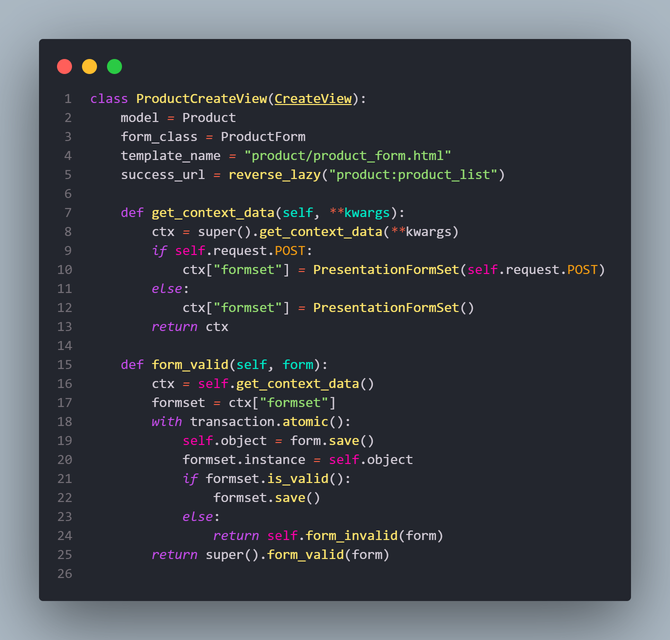 1 class ProductCreateView(CreateView):
2     model = Product
3     form_class = ProductForm
4     template_name = "product/product_form.html"
5     success_url = reverse_lazy("product:product_list")
6
7     def get_context_data(self, **kwargs):
8         ctx = super().get_context_data(**kwargs)
9         if self.request.POST:
10             ctx["formset"] = PresentationFormSet(self.request.POST)
11         else:
12             ctx["formset"] = PresentationFormSet()
13         return ctx
14
15     def form_valid(self, form):
16         ctx = self.get_context_data()
17         formset = ctx["formset"]
18         with transaction.atomic():
19             self.object = form.save()
20             formset.instance = self.object
21             if formset.is_valid():
22                 formset.save()
23             else:
24                 return self.form_invalid(form)
25         return super().form_valid(form)
26